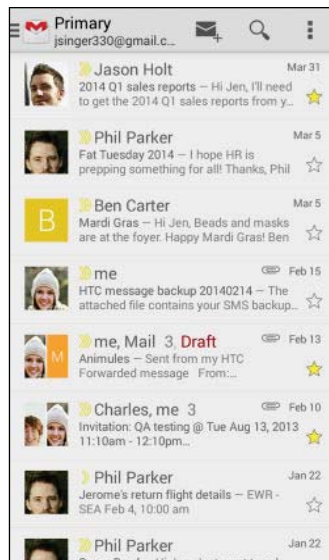 Primary
jsinger330@gmail.c...
Jason Holt Mar 31
2014 Q1 sales reports — Hi Jen, I'll need
to get the 2014 Q1 sales reports from y...
Phil Parker Mar 5
Fat Tuesday 2014 — I hope HR is
prepping something for all! Thanks, Phil
B
Ben Carter Mar 5
Mardi Gras — Hi Jen, Beads and masks
are at the foyer. Happy Mardi Gras! Ben
me Feb 15
HTC message backup 20140214 — The
attached file contains your SMS backup...
M
me, Mail 3, Draft Feb 13
Animules — Sent from my HTC
Forwarded message From:...
Charles, me 3 Feb 10
Invitation: QA testing @ Tue Aug 13, 2013
11:10am - 12:10pm...
Phil Parker Jan 22
Jerome's return flight details — EWR -
SEA Feb 4, 10:00 am
Phil Parker Jan 22